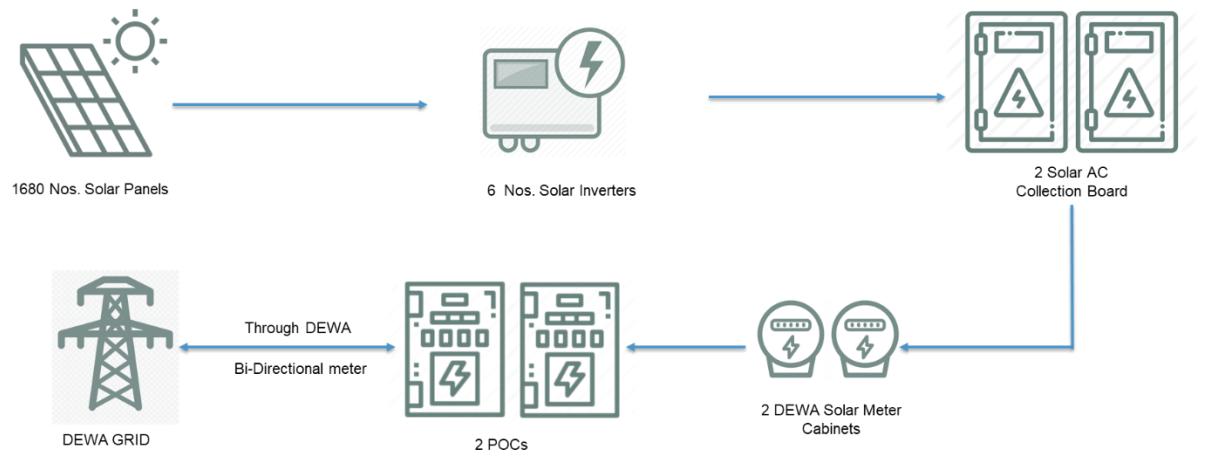 1680 Nos. Solar Panels
6 Nos. Solar Inverters
2 Solar AC
Collection Board
Through DEWA
Bi-Directional meter
DEWA GRID
2 POCs
2 DEWA Solar Meter
Cabinets